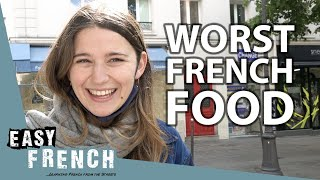 WORST
FRENCH
FOOD
EASY
FRENCH
...LEARNING FRENCH FROM THE STREETS